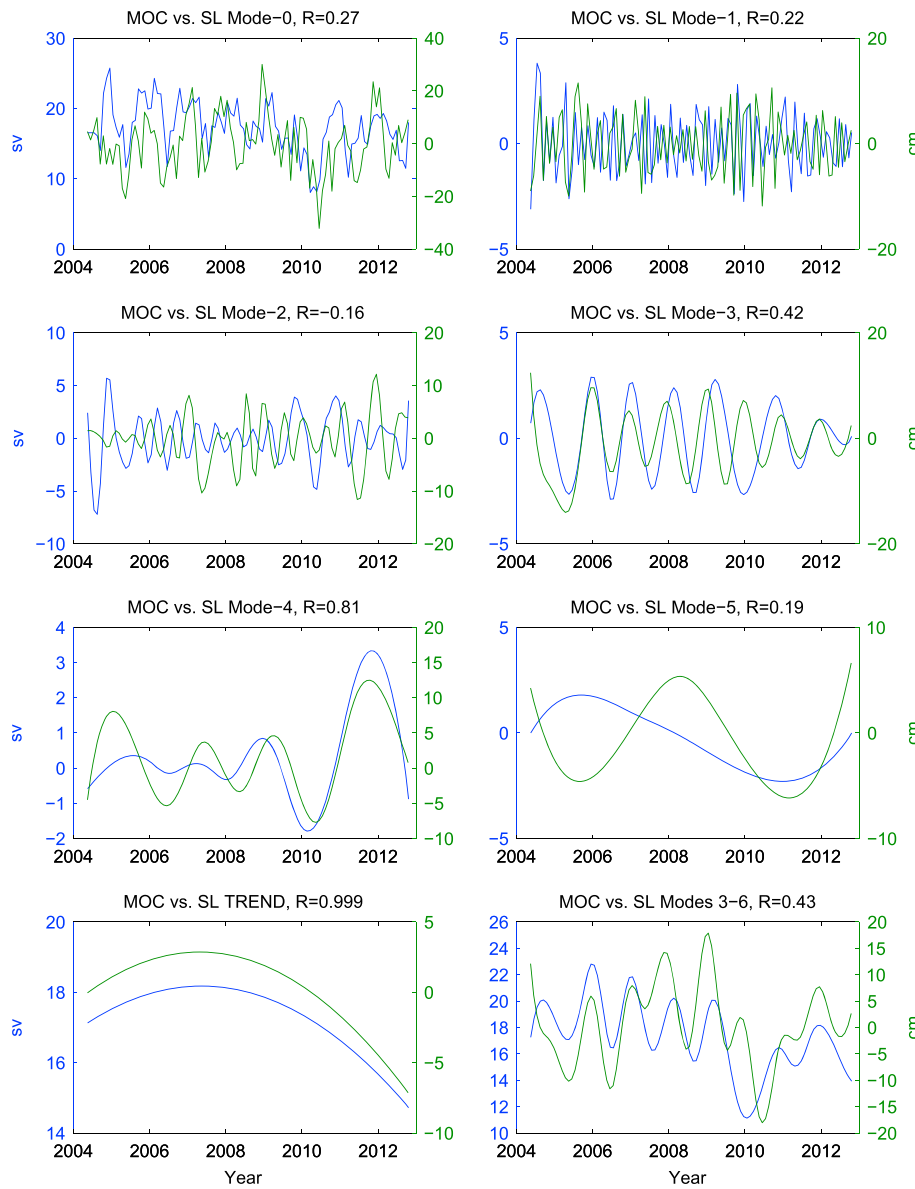 MOC vs. SL Mode−0, R=0.27
30
20
10
0
sv
40
20
0
−20
−40
2004 2006 2008 2010 2012
MOC vs. SL Mode−1, R=0.22
5
0
−5
20
0
−20
cm
2004 2006 2008 2010 2012
MOC vs. SL Mode−2, R=−0.16
10
5
0
−5
−10
sv
20
10
0
−10
−20
2004 2006 2008 2010 2012
MOC vs. SL Mode−3, R=0.42
5
0
−5
20
0
−20
cm
2004 2006 2008 2010 2012
MOC vs. SL Mode−4, R=0.81
4
3
2
1
0
−1
−2
sv
20
15
10
5
0
−5
−10
2004 2006 2008 2010 2012
MOC vs. SL Mode−5, R=0.19
5
0
−5
10
0
−10
cm
2004 2006 2008 2010 2012
MOC vs. SL TREND, R=0.999
20
18
16
14
sv
5
0
−5
−10
2004 2006 2008 2010 2012
Year
MOC vs. SL Modes 3−6, R=0.43
26
24
22
20
18
16
14
12
10
20
15
10
5
0
−5
−10
−15
−20
cm
2004 2006 2008 2010 2012
Year